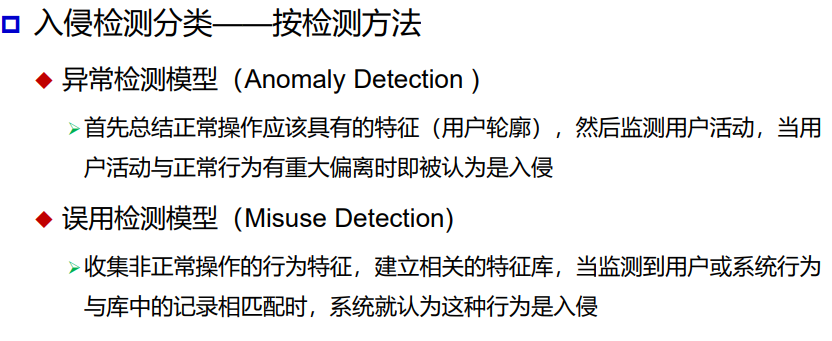 入侵检测分类——按检测方法
异常检测模型（Anomaly Detection ）
首先总结正常操作应该具有的特征（用户轮廓），然后监测用户活动，当用
户活动与正常行为有重大偏离时即被认为是入侵
误用检测模型（Misuse Detection)
收集非正常操作的行为特征，建立相关的特征库，当监测到用户或系统行为
与库中的记录相匹配时，系统就认为这种行为是入侵